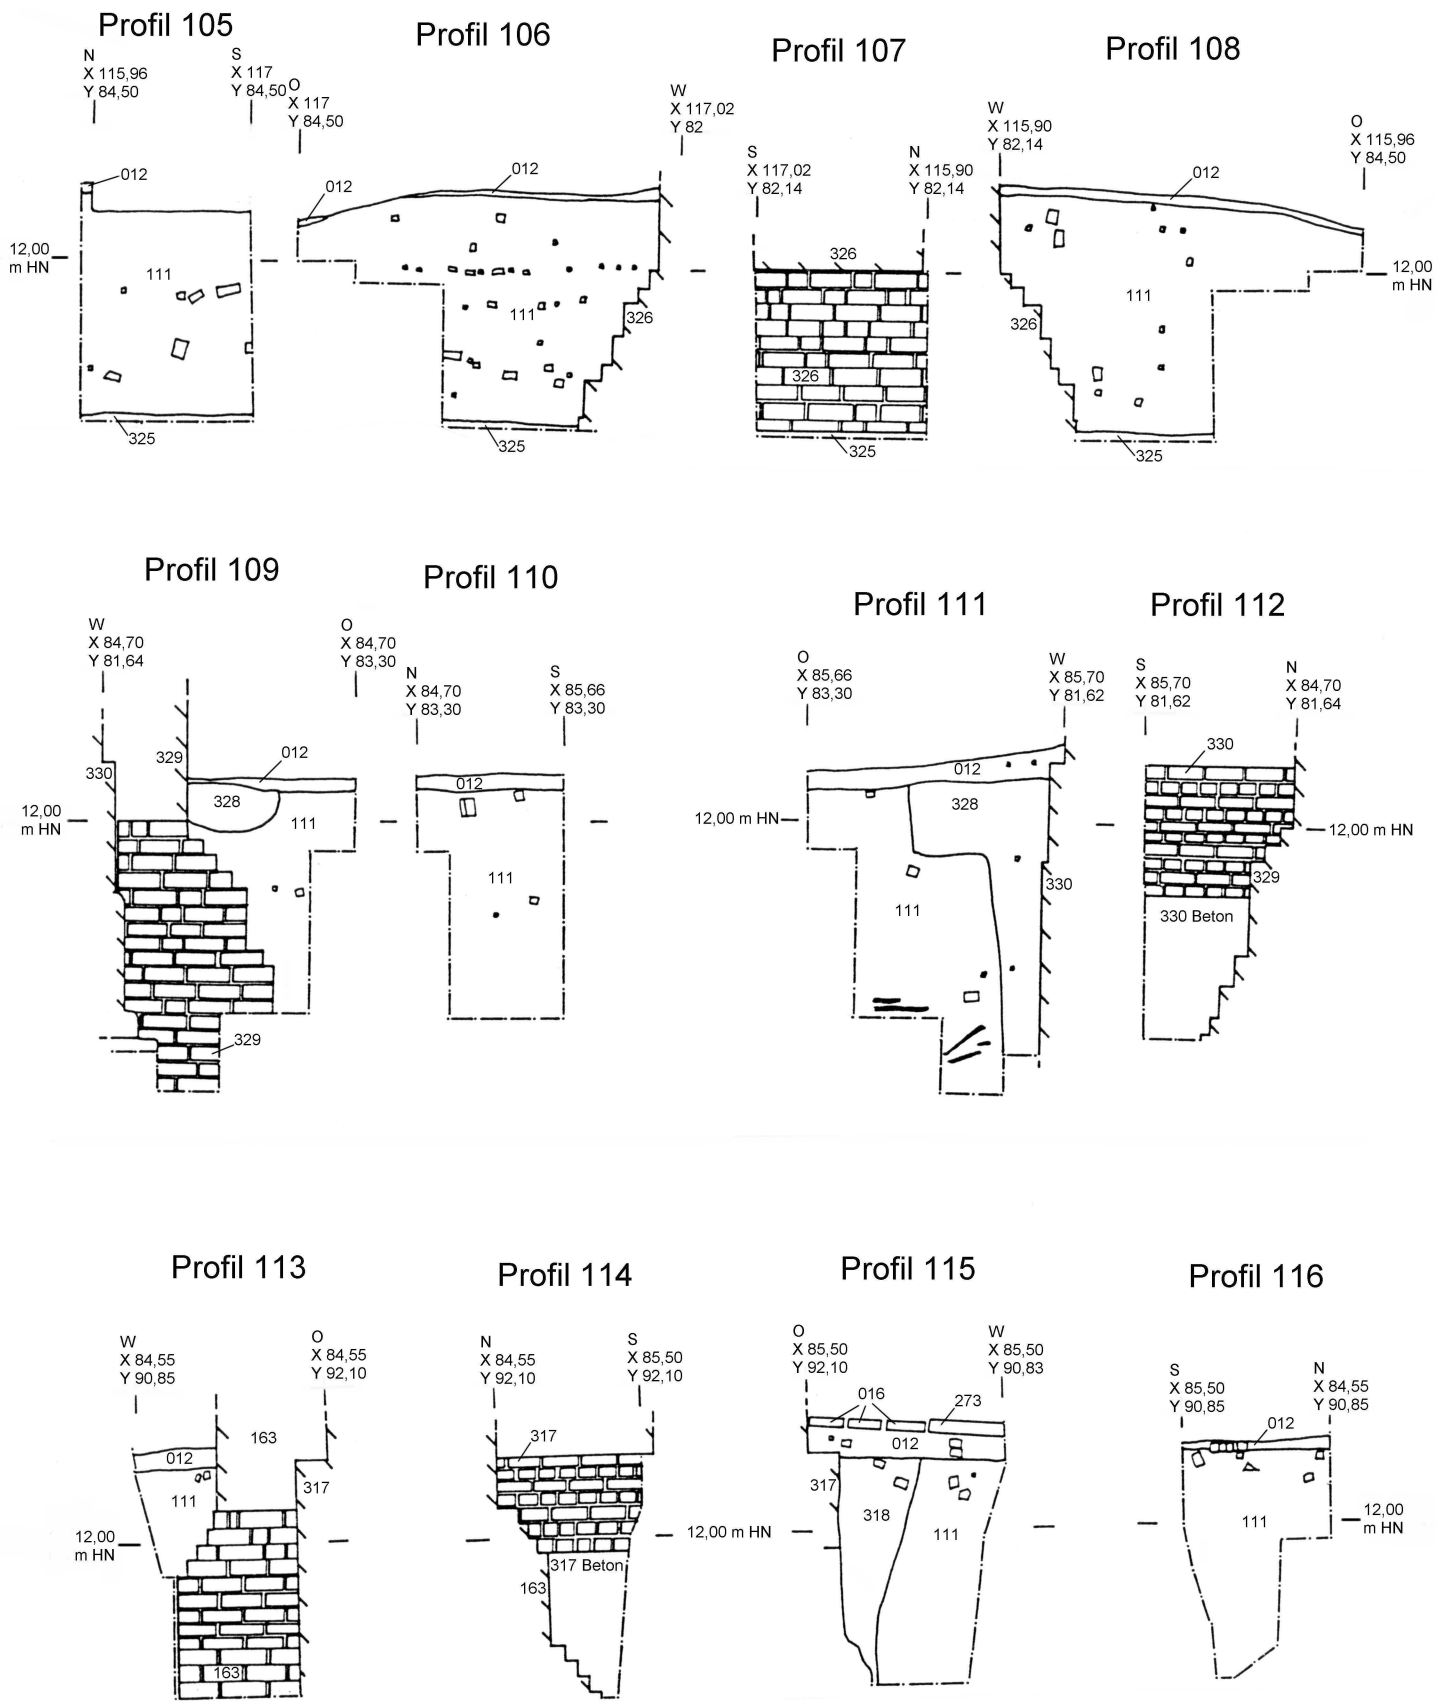 Profil 105
N
X 115,96
Y 84,50
S
X 117
Y 84,50
012
12,00
m HN
111
325
Profil 106
O
X 117
Y 84,50
W
X 117,02
Y 82
012
012
111
326
325
Profil 107
S
X 117,02
Y 82,14
N
X 115,90
Y 82,14
326
326
325
Profil 108
W
X 115,90
Y 82,14
O
X 115,96
Y 84,50
012
111
326
12,00
m HN
325
Profil 109
W
X 84,70
Y 81,64
O
X 84,70
Y 83,30
329
012
330
328
12,00
m HN
111
329
Profil 110
N
X 84,70
Y 83,30
S
X 85,66
Y 83,30
012
111
Profil 111
O
X 85,66
Y 83,30
W
X 85,70
Y 81,62
012
328
12,00 m HN
330
111
Profil 112
S
X 85,70
Y 81,62
N
X 84,70
Y 81,64
330
12,00 m HN
329
330 Beton
Profil 113
W
X 84,55
Y 90,85
O
X 84,55
Y 92,10
163
012
317
111
12,00
m HN
163
Profil 114
N
X 84,55
Y 92,10
S
X 85,50
Y 92,10
317
12,00 m HN
317 Beton
163
Profil 115
O
X 85,50
Y 92,10
W
X 85,50
Y 90,83
016
273
012
317
318
111
Profil 116
S
X 85,50
Y 90,85
N
X 84,55
Y 90,85
012
12,00
m HN
111